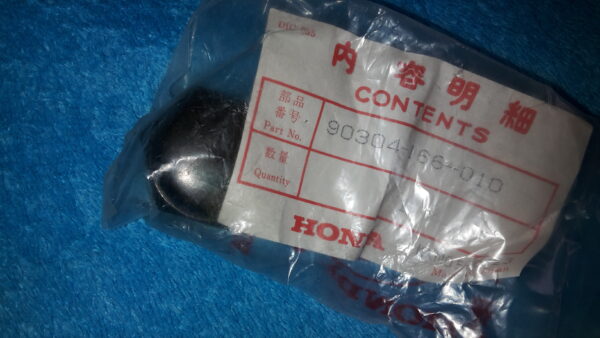 内容明細
CONTENTS
部品
番号
Part No.
90304-166-010
数量
Quantity
HONDA